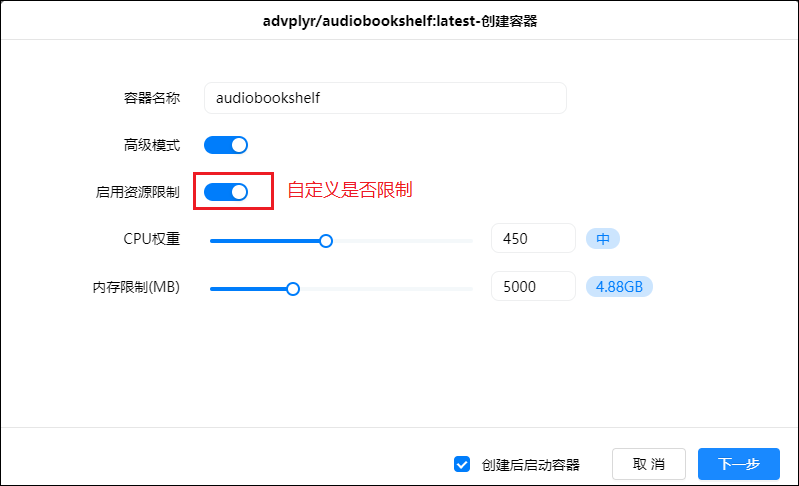 advplyr/audiobookshelf:latest-创建容器
容器名称 audiobookshelf
高级模式
启用资源限制 自定义是否限制
CPU权重 450 中
内存限制(MB) 5000 4.88GB
创建后启动容器 取消 下一步